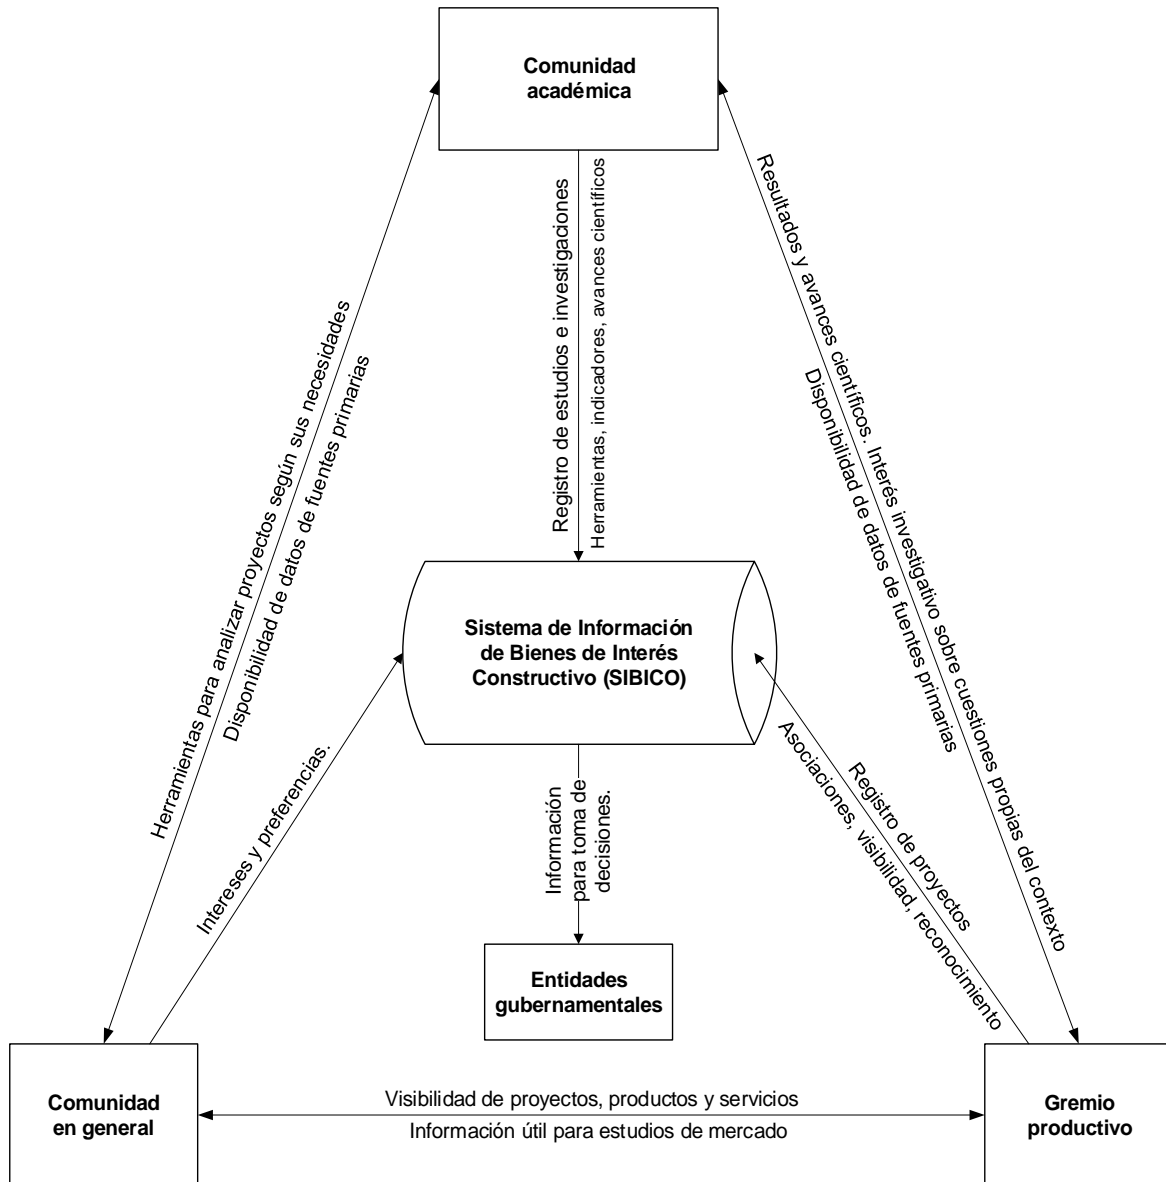 Comunidad
académica
Registro de estudios e investigaciones
Herramientas, indicadores, avances científicos
Herramientas para analizar proyectos según sus necesidades
Disponibilidad de datos de fuentes primarias
Resultados y avances científicos. Interés investigativo sobre cuestiones propias del contexto
Disponibilidad de datos de fuentes primarias
Sistema de Información
de Bienes de Interés
Constructivo (SIBICO)
Intereses y preferencias.
Información
para toma de
decisiones.
Registro de proyectos
Asociaciones, visibilidad, reconocimiento
Entidades
gubernamentales
Comunidad
en general
Visibilidad de proyectos, productos y servicios
Información útil para estudios de mercado
Gremio
productivo